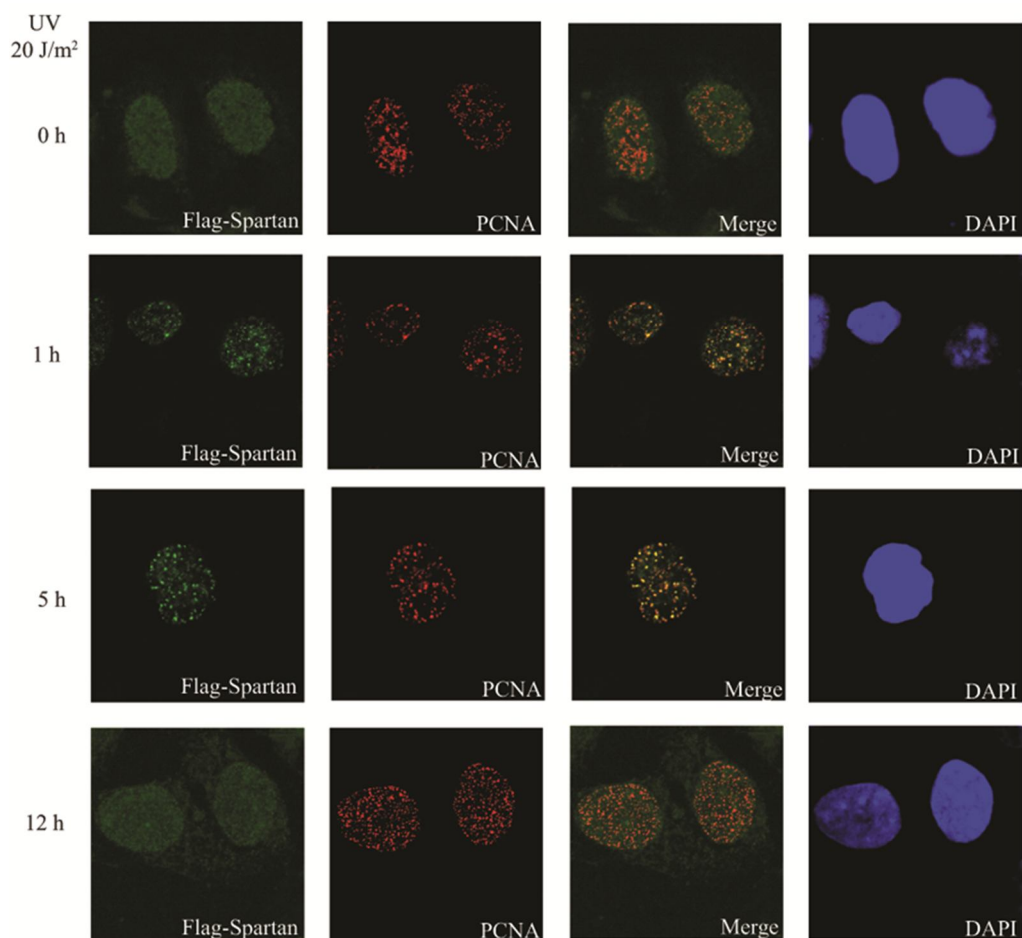 UV
20 J/m²
0 h
Flag-Spartan
PCNA
Merge
DAPI
1 h
Flag-Spartan
PCNA
Merge
DAPI
5 h
Flag-Spartan
PCNA
Merge
DAPI
12 h
Flag-Spartan
PCNA
Merge
DAPI